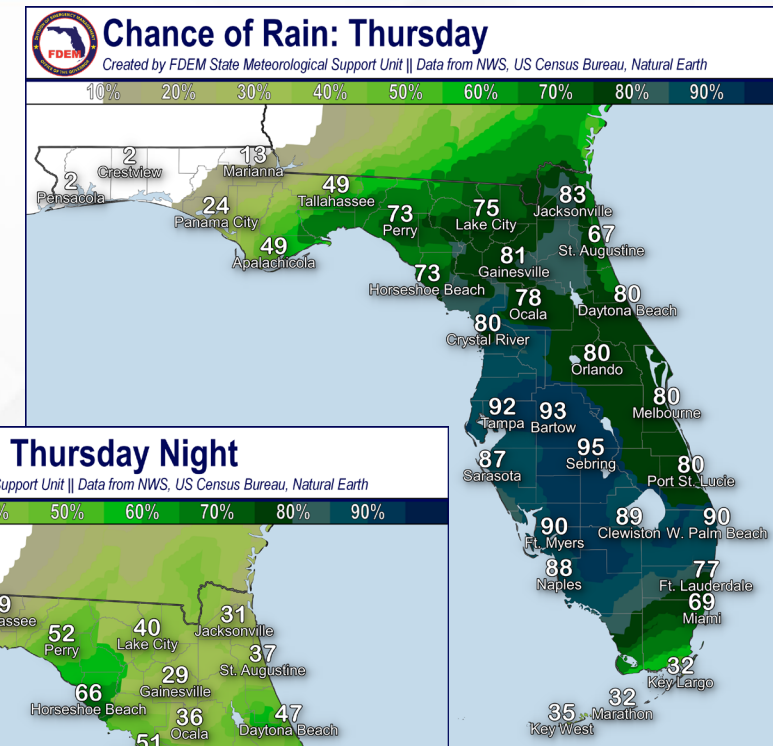 Chance of Rain: Thursday
Created by FDEM State Meteorological Support Unit || Data from NWS, US Census Bureau, Natural Earth
FDEM
10% 20% 30% 40% 50% 60% 70% 80% 90%
2
Pensacola
2
Crestview
13
Marianna
24
Panama City
49
Tallahassee
49
Apalachicola
73
Perry
75
Lake City
83
Jacksonville
67
St. Augustine
81
Gainesville
73
Horseshoe Beach
78
Ocala
80
Daytona Beach
80
Crystal River
80
Orlando
80
Melbourne
92
Tampa
93
Bartow
95
Sebring
87
Sarasota
80
Port St. Lucie
90
Ft. Myers
89
Clewiston
90
W. Palm Beach
88
Naples
77
Ft. Lauderdale
69
Miami
32
Key Largo
32
Marathon
35
Key West
Thursday Night
Support Unit || Data from NWS, US Census Bureau, Natural Earth
% 50% 60% 70% 80% 90%
9
assee
52
Perry
40
Lake City
31
Jacksonville
37
St. Augustine
29
Gainesville
66
Horseshoe Beach
36
Ocala
47
Daytona Beach
51